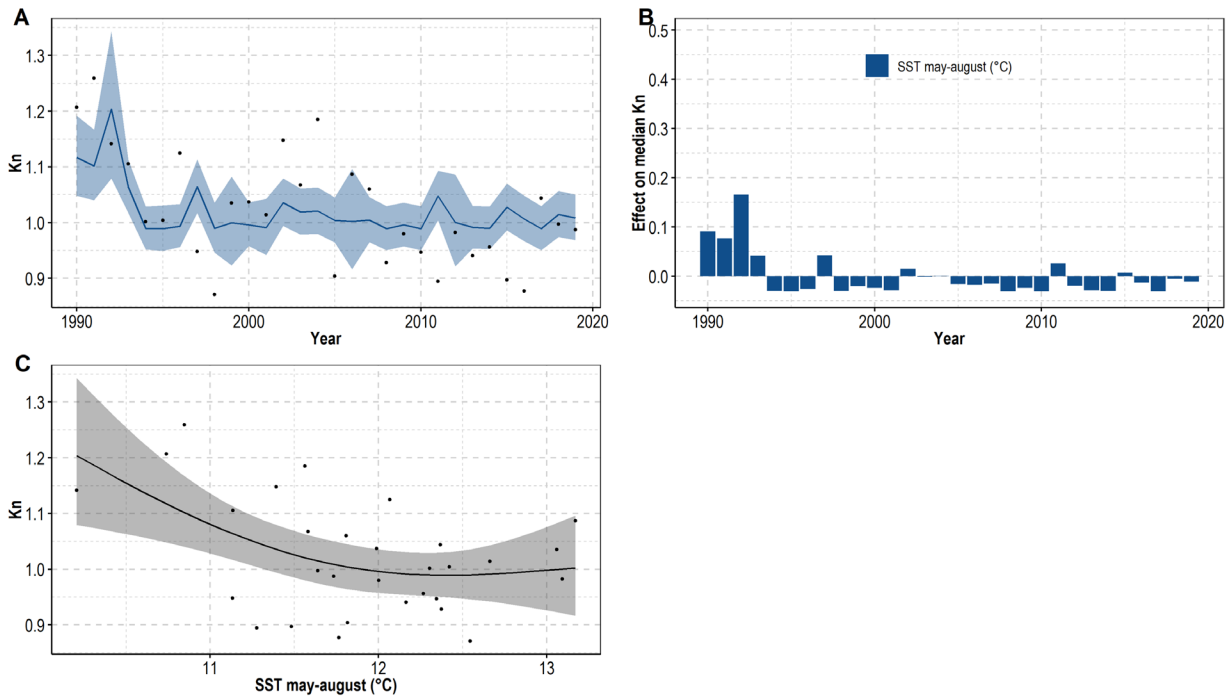 A
Kn
1.3
1.2
1.1
1.0
0.9
1990
2000
2010
2020
Year
B
Effect on median Kn
0.5
0.4
0.3
0.2
0.1
0.0
SST may-august (°C)
1990
2000
2010
2020
Year
C
Kn
1.3
1.2
1.1
1.0
0.9
11
12
13
SST may-august (°C)